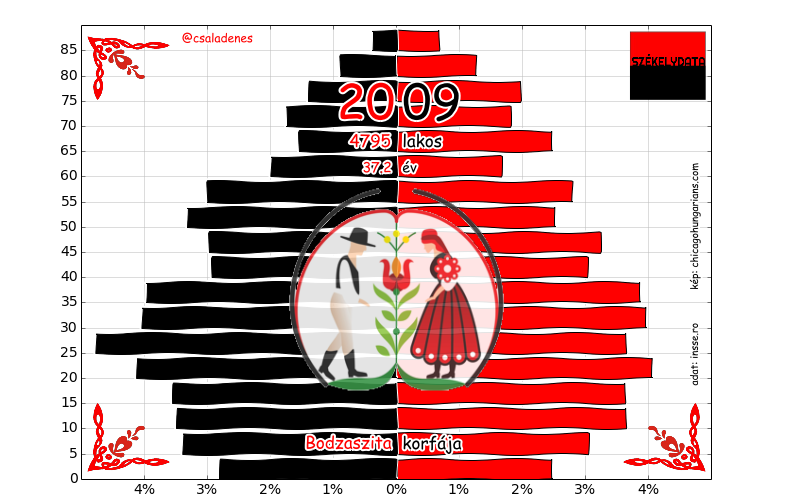 @csaladenes
SZÉKELYDATA
2009
4795 lakos
37,2 év
kép: chicagohungarians.com
adat: insse.ro
Bodzaszita korfája
85
80
75
70
65
60
55
50
45
40
35
30
25
20
15
10
5
0
4% 3% 2% 1% 0% 1% 2% 3% 4%